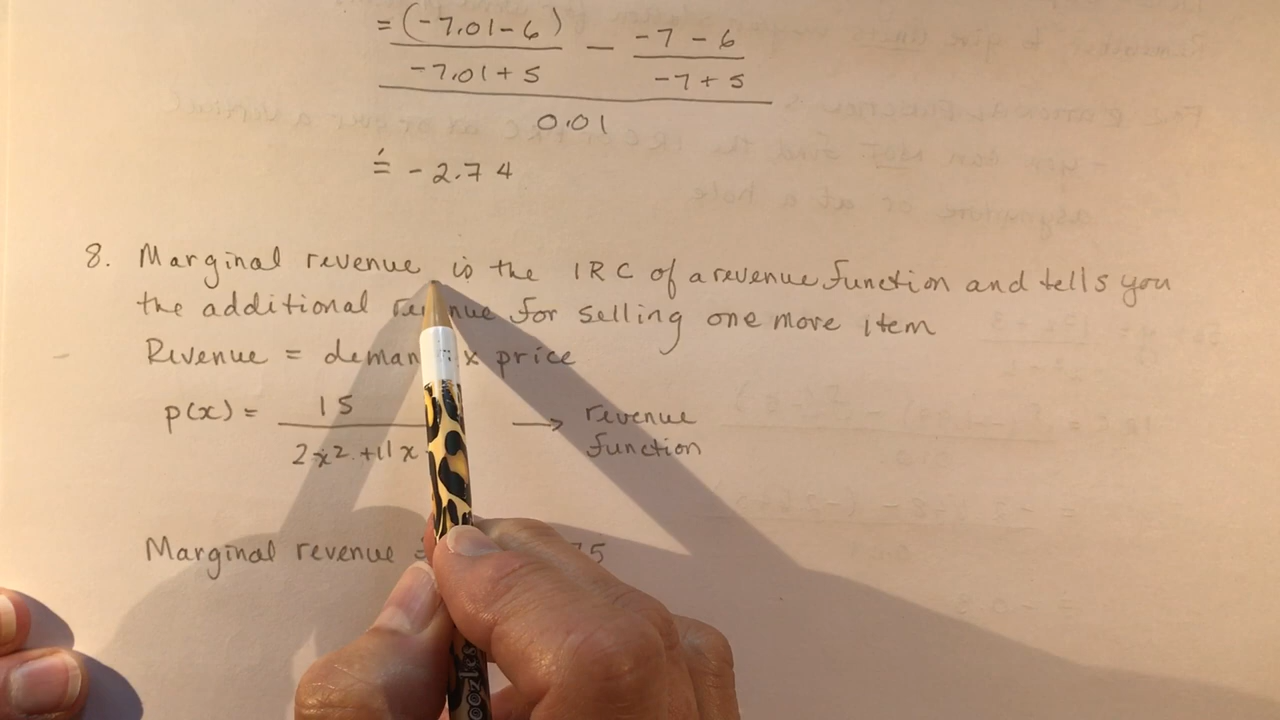 = (-7.01-6) / -7.01+5 − -7-6 / -7+5
0.01
≐ -2.74
8. Marginal revenue is the IRC of a revenue function and tells you
the additional revenue for selling one more item
Revenue = demand x price
p(x) = 15 / 2x²+11x → revenue function
Marginal revenue =